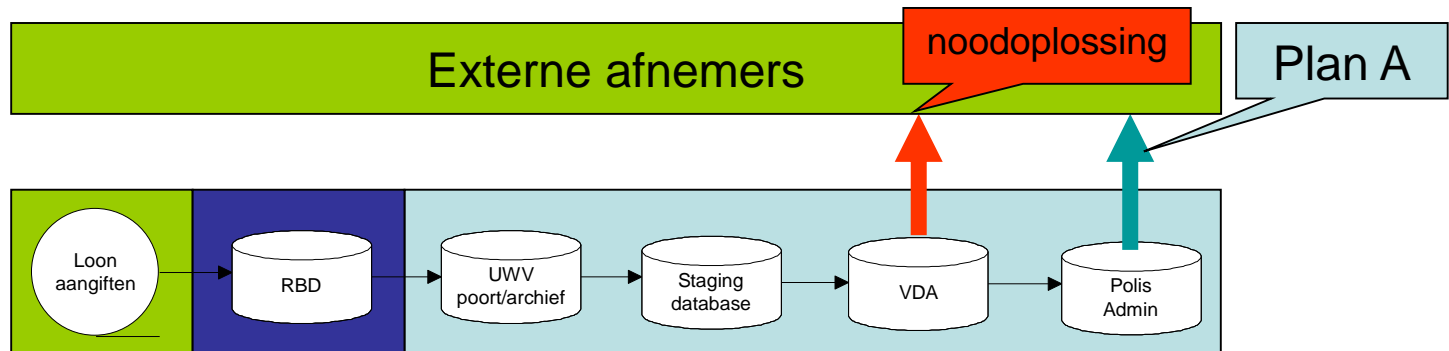 noodoplossing
Externe afnemers
Plan A
Loon
aangiften
RBD
UWV
poort/archief
Staging
database
VDA
Polis
Admin